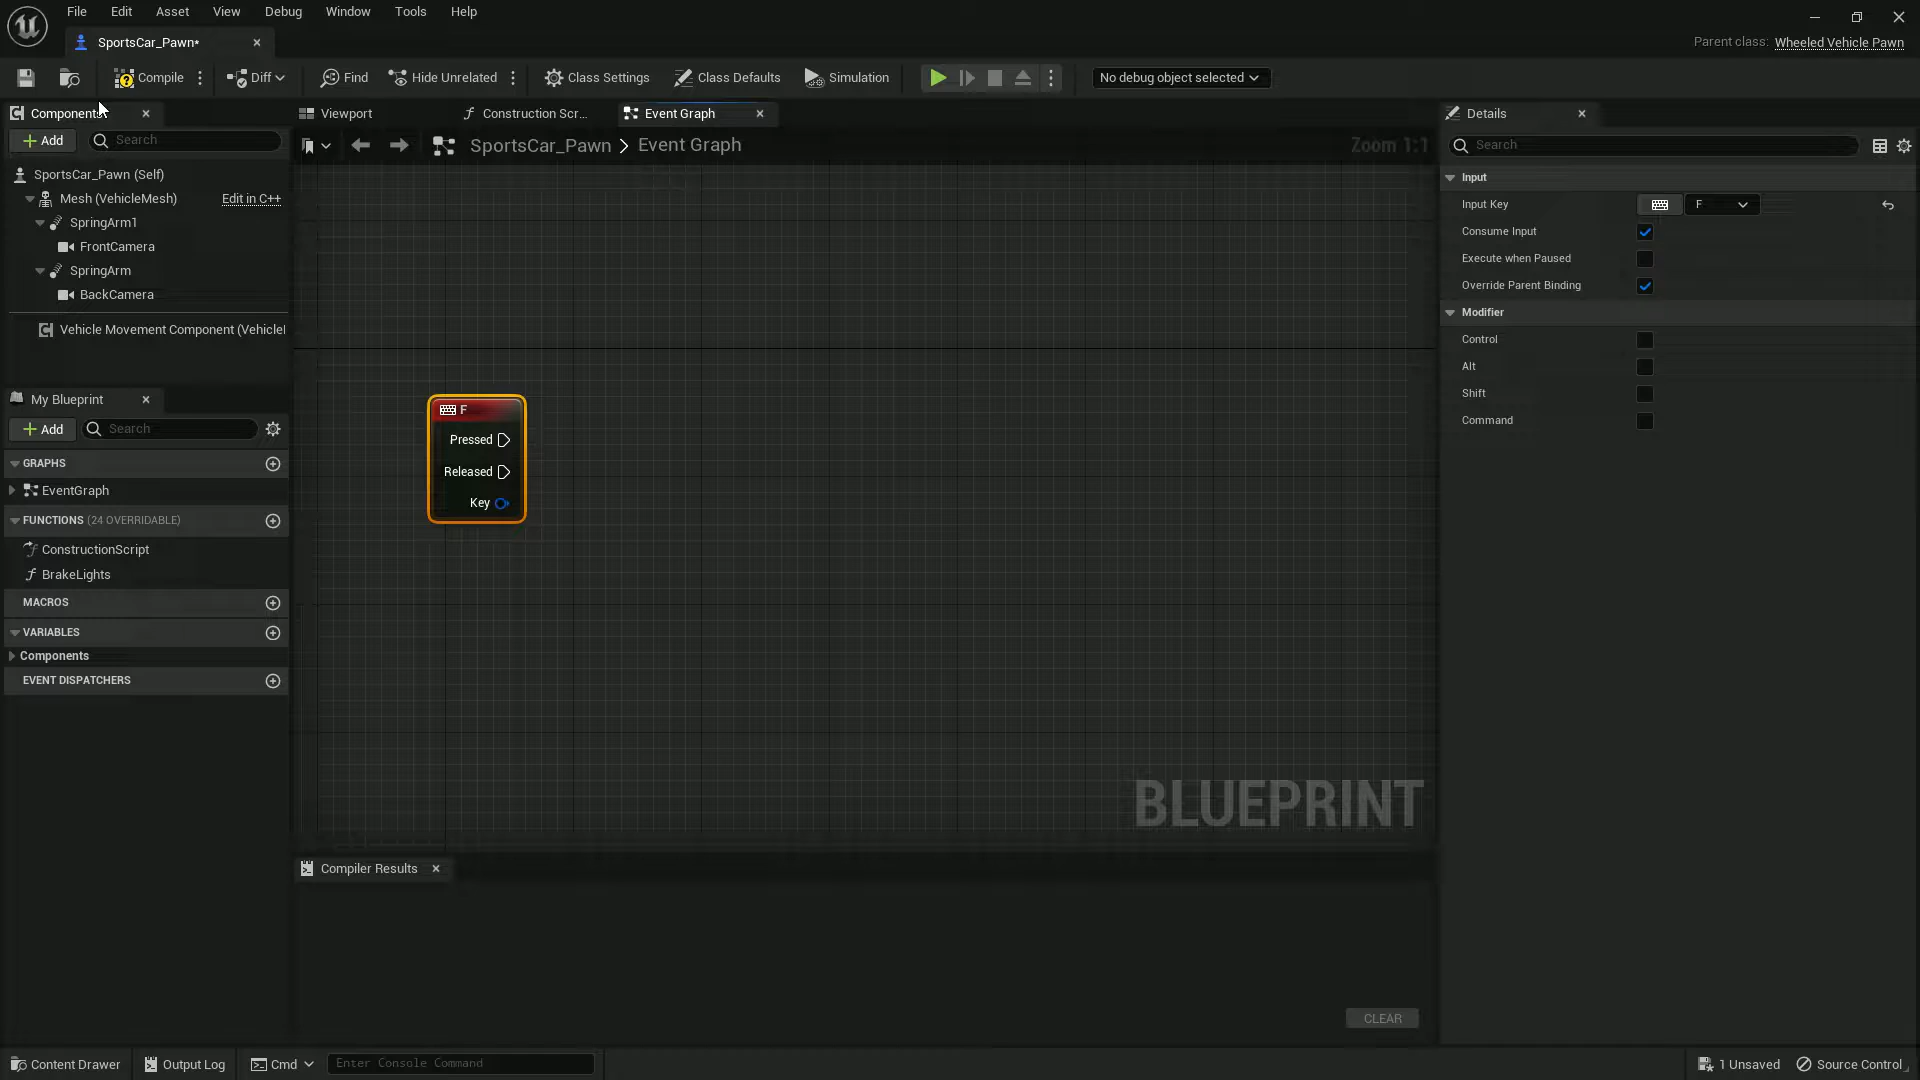 File Edit Asset View Debug Window Tools Help
SportsCar_Pawn*
Parent class: Wheeled Vehicle Pawn
Compile Diff Find Hide Unrelated Class Settings Class Defaults Simulation No debug object selected
Components
Viewport Construction Scr... Event Graph
Details
Add Search
SportsCar_Pawn > Event Graph Zoom 1:1
Search
SportsCar_Pawn (Self)
Mesh (VehicleMesh) Edit in C++
SpringArm1
FrontCamera
SpringArm
BackCamera
Vehicle Movement Component (Vehicle
Input
Input Key F
Consume Input
Execute when Paused
Override Parent Binding
Modifier
Control
Alt
Shift
Command
My Blueprint
Add Search
GRAPHS
EventGraph
FUNCTIONS (24 OVERRIDABLE)
ConstructionScript
BrakeLights
MACROS
VARIABLES
Components
EVENT DISPATCHERS
F
Pressed
Released
Key
BLUEPRINT
Compiler Results
CLEAR
Content Drawer Output Log Cmd Enter Console Command 1 Unsaved Source Control